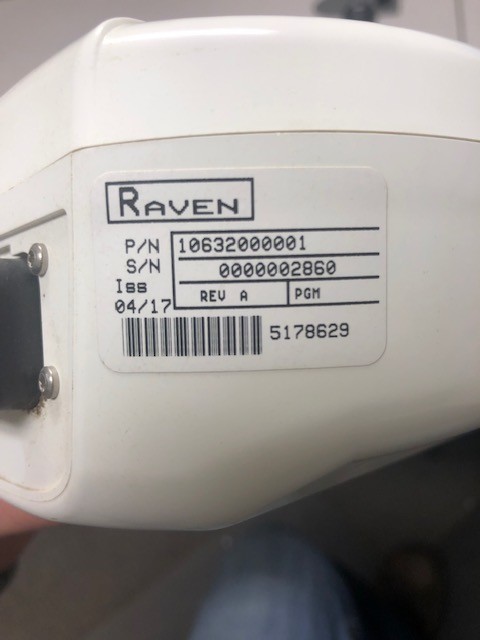 RAVEN
P/N 10632000001
S/N 0000002860
Iss
04/17 REV A PGM
5178629